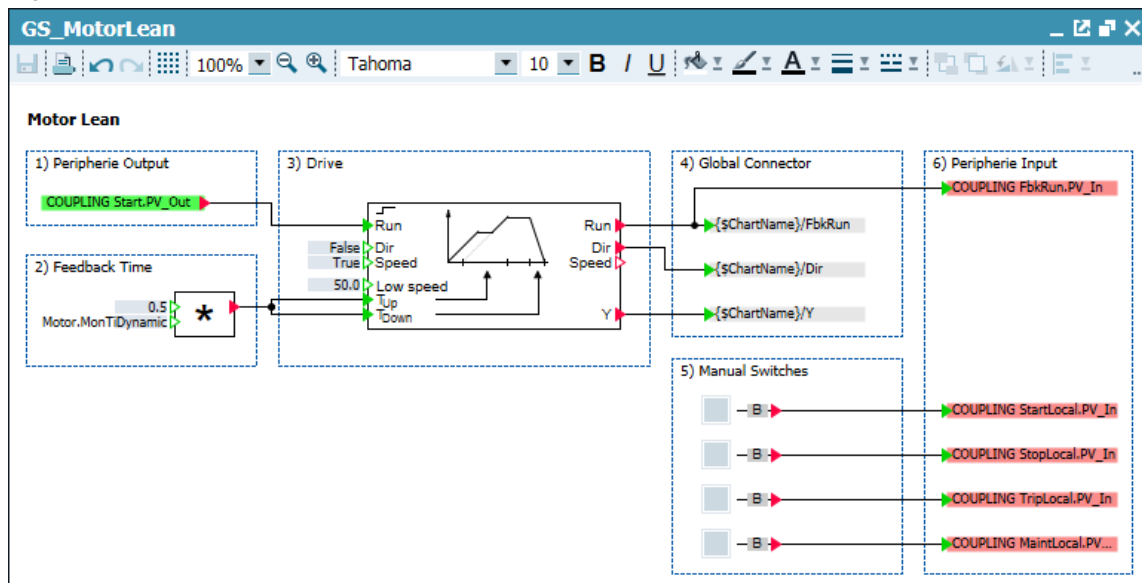 GS_MotorLean
100% Tahoma 10 B I U A
Motor Lean
1) Peripherie Output
COUPLING Start.PV_Out
2) Feedback Time
0.5
Motor.MonTiDynamic
*
3) Drive
Run
False Dir
True Speed
50.0 Low speed
TUp
TDown
Run
Dir
Speed
Y
4) Global Connector
{$ChartName}/FbkRun
{$ChartName}/Dir
{$ChartName}/Y
5) Manual Switches
B
B
B
B
6) Peripherie Input
COUPLING FbkRun.PV_In
COUPLING StartLocal.PV_In
COUPLING StopLocal.PV_In
COUPLING TripLocal.PV_In
COUPLING MaintLocal.PV...